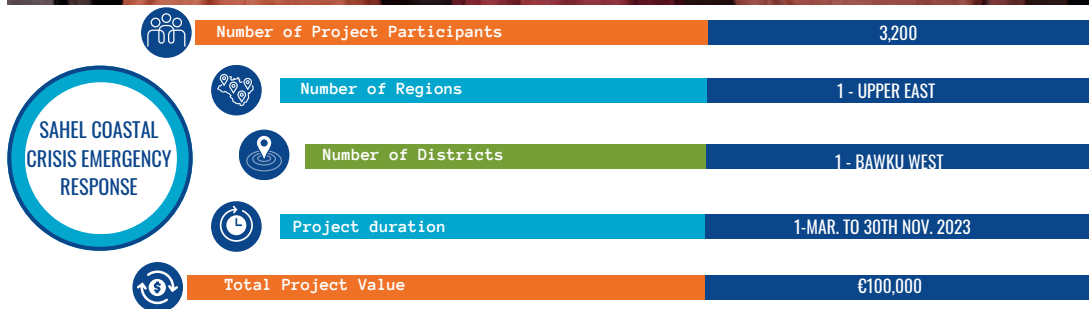 Number of Project Participants
3,200
Number of Regions
1 - UPPER EAST
SAHEL COASTAL
CRISIS EMERGENCY
RESPONSE
Number of Districts
1 - BAWKU WEST
Project duration
1-MAR. TO 30TH NOV. 2023
Total Project Value
€100,000